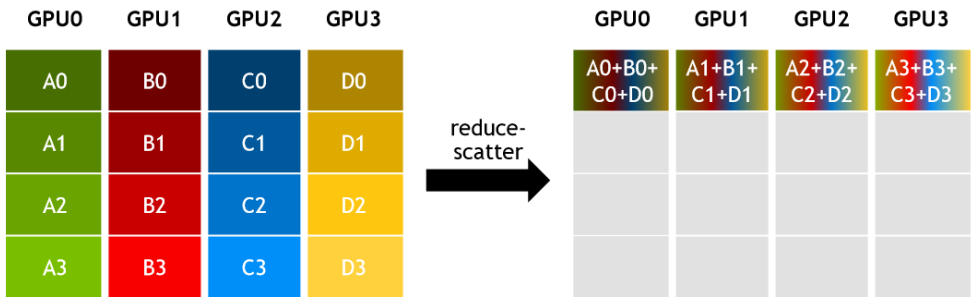 GPU0 GPU1 GPU2 GPU3
A0 B0 C0 D0
A1 B1 C1 D1
A2 B2 C2 D2
A3 B3 C3 D3
reduce-
scatter
GPU0 GPU1 GPU2 GPU3
A0+B0+ A1+B1+ A2+B2+ A3+B3+
C0+D0 C1+D1 C2+D2 C3+D3